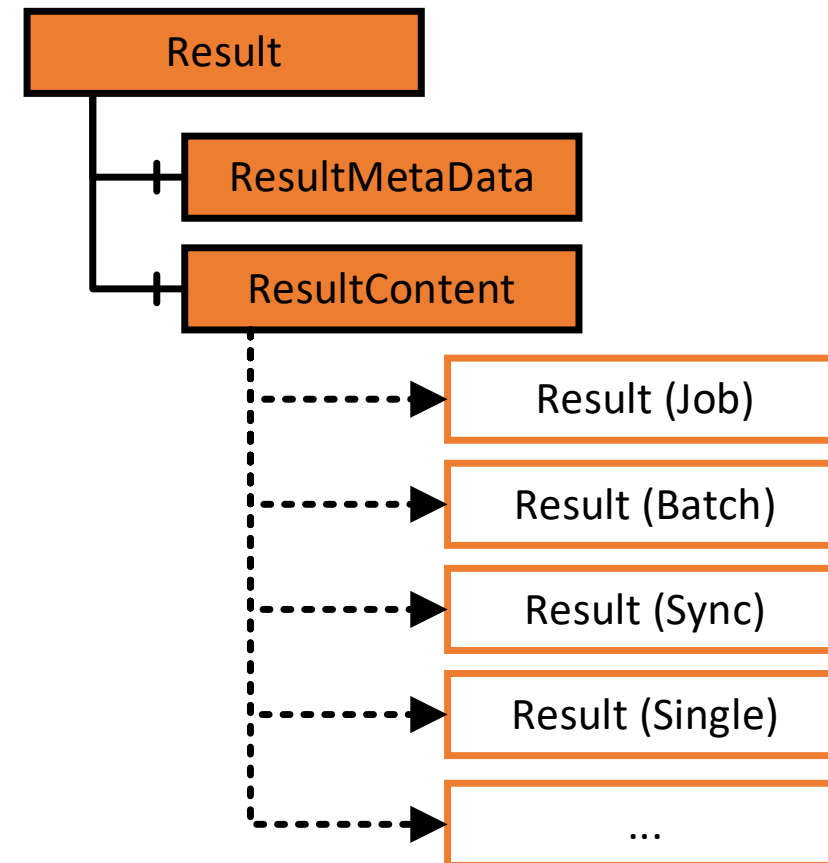 Result
ResultMetaData
ResultContent
Result (Job)
Result (Batch)
Result (Sync)
Result (Single)
...